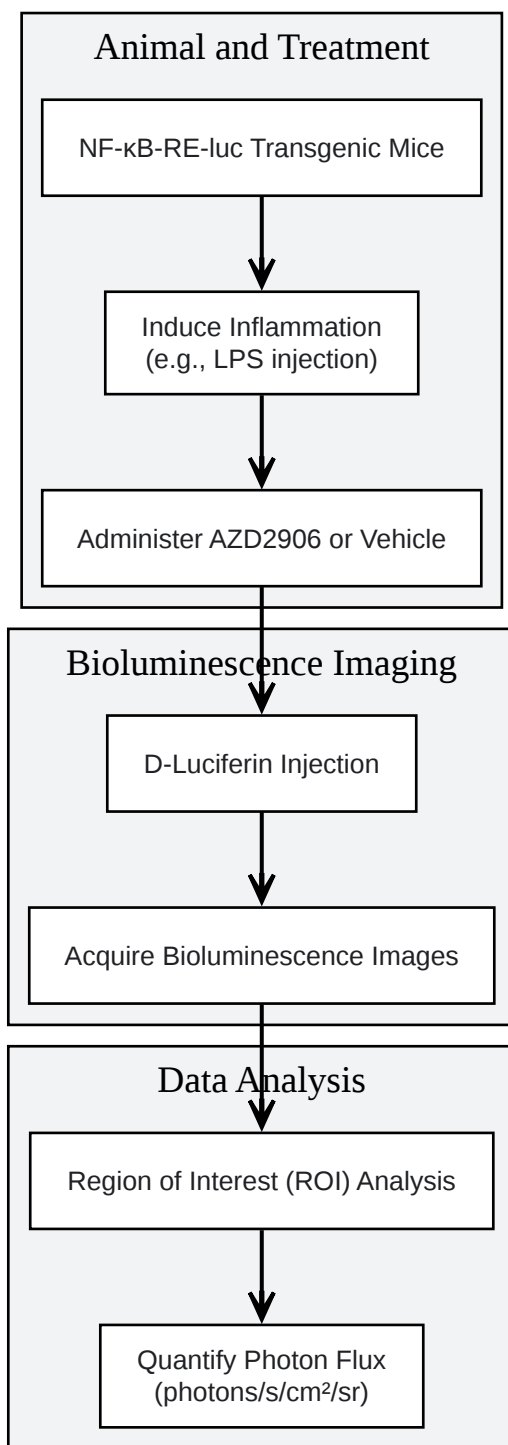 Animal and Treatment
NF-κB-RE-luc Transgenic Mice
Induce Inflammation
(e.g., LPS injection)
Administer AZD2906 or Vehicle
Bioluminescence Imaging
D-Luciferin Injection
Acquire Bioluminescence Images
Data Analysis
Region of Interest (ROI) Analysis
Quantify Photon Flux
(photons/s/cm²/sr)